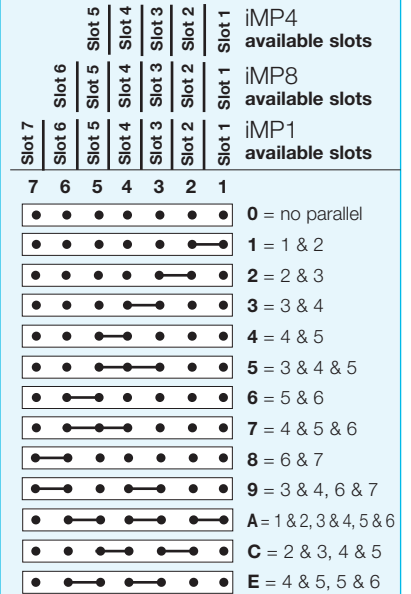 Slot 5 Slot 4 Slot 3 Slot 2 Slot 1 iMP4
available slots
Slot 6 Slot 5 Slot 4 Slot 3 Slot 2 Slot 1 iMP8
available slots
Slot 7 Slot 6 Slot 5 Slot 4 Slot 3 Slot 2 Slot 1 iMP1
available slots
7 6 5 4 3 2 1
0 = no parallel
1 = 1 & 2
2 = 2 & 3
3 = 3 & 4
4 = 4 & 5
5 = 3 & 4 & 5
6 = 5 & 6
7 = 4 & 5 & 6
8 = 6 & 7
9 = 3 & 4, 6 & 7
A = 1 & 2, 3 & 4, 5 & 6
C = 2 & 3, 4 & 5
E = 4 & 5, 5 & 6